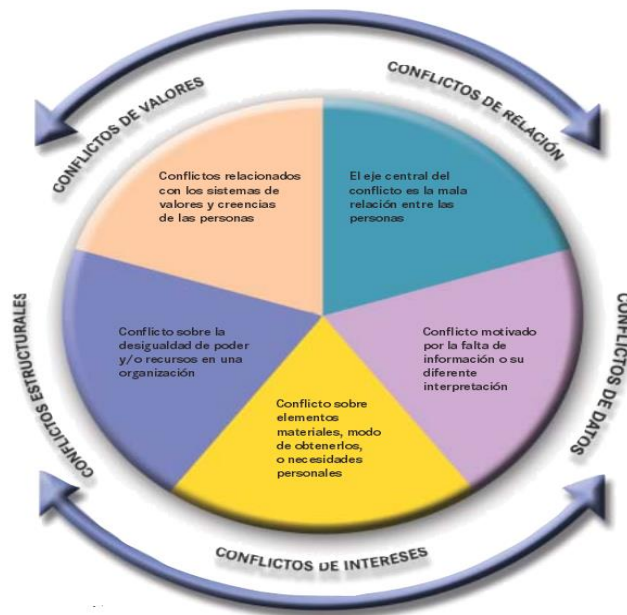 CONFLICTOS DE VALORES
CONFLICTOS DE RELACIÓN
Conflictos relacionados
con los sistemas de
valores y creencias
de las personas
El eje central del
conflicto es la mala
relación entre las
personas
CONFLICTOS ESTRUCTURALES
Conflicto sobre la
desigualdad de poder
y/o recursos en una
organización
Conflicto motivado
por la falta de
información o su
diferente
interpretación
CONFLICTOS DE DATOS
Conflicto sobre
elementos
materiales, modo
de obtenerlos,
o necesidades
personales
CONFLICTOS DE INTERESES